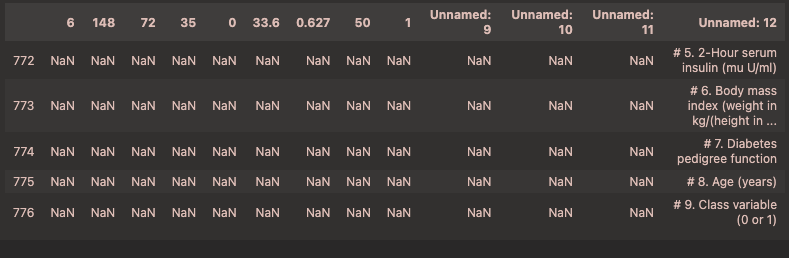 6 148 72 35 0 33.6 0.627 50 1 Unnamed: 9 Unnamed: 10 Unnamed: 11 Unnamed: 12
772 NaN NaN NaN NaN NaN NaN NaN NaN NaN NaN NaN NaN # 5. 2-Hour serum
insulin (mu U/ml)
773 NaN NaN NaN NaN NaN NaN NaN NaN NaN NaN NaN NaN # 6. Body mass
index (weight in
kg/(height in ...
774 NaN NaN NaN NaN NaN NaN NaN NaN NaN NaN NaN NaN # 7. Diabetes
pedigree function
775 NaN NaN NaN NaN NaN NaN NaN NaN NaN NaN NaN NaN # 8. Age (years)
776 NaN NaN NaN NaN NaN NaN NaN NaN NaN NaN NaN NaN # 9. Class variable
(0 or 1)